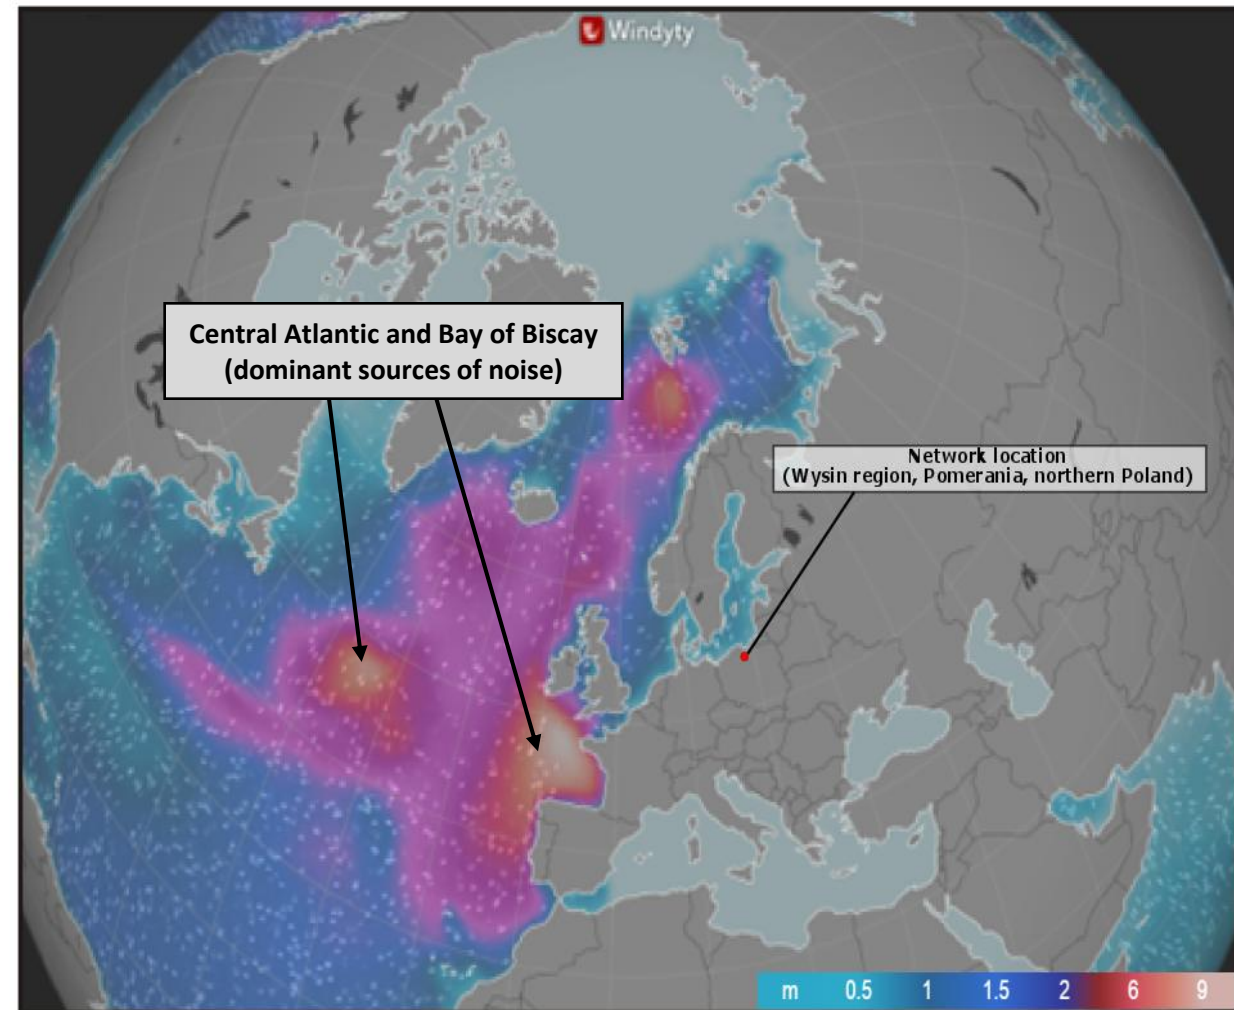 Windyty
Central Atlantic and Bay of Biscay
(dominant sources of noise)
Network location
(Wysin region, Pomerania, northern Poland)
m 0.5 1 1.5 2 6 9